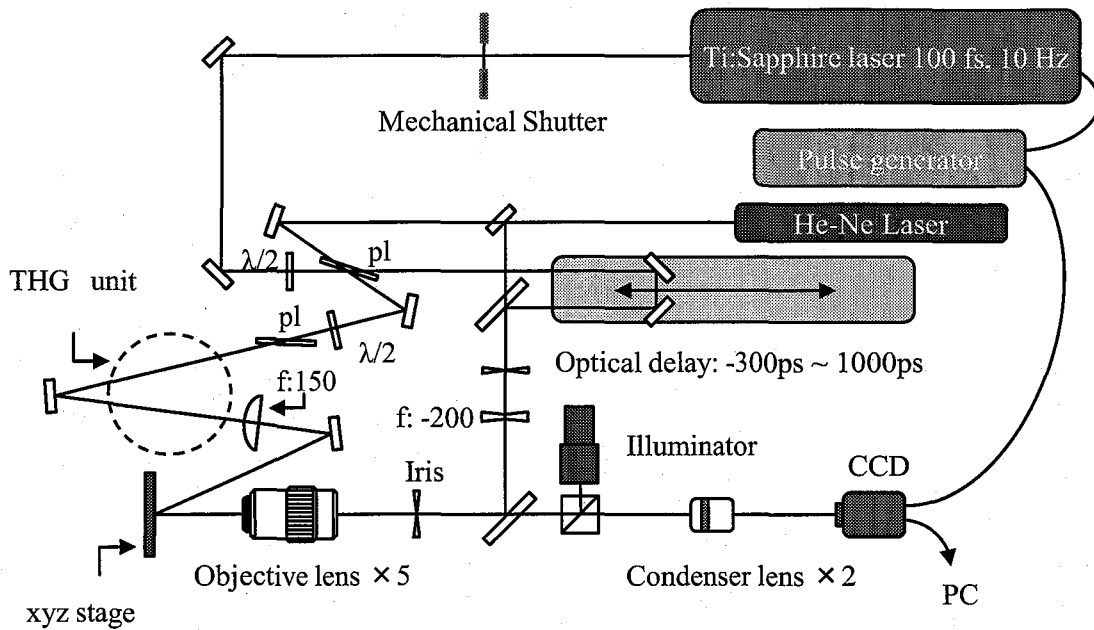 Ti:Sapphire laser 100 fs, 10 Hz
Mechanical Shutter
Pulse generator
He-Ne Laser
λ/2
pl
THG unit
pl
λ/2
Optical delay: -300ps ~ 1000ps
f:150
f: -200
Illuminator
Iris
CCD
Objective lens ×5
Condenser lens ×2
PC
xyz stage